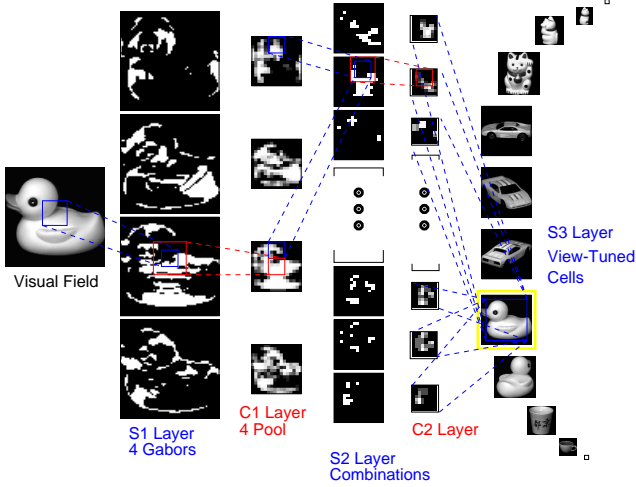 Visual Field
S1 Layer
4 Gabors
C1 Layer
4 Pool
S2 Layer
Combinations
C2 Layer
S3 Layer
View-Tuned
Cells